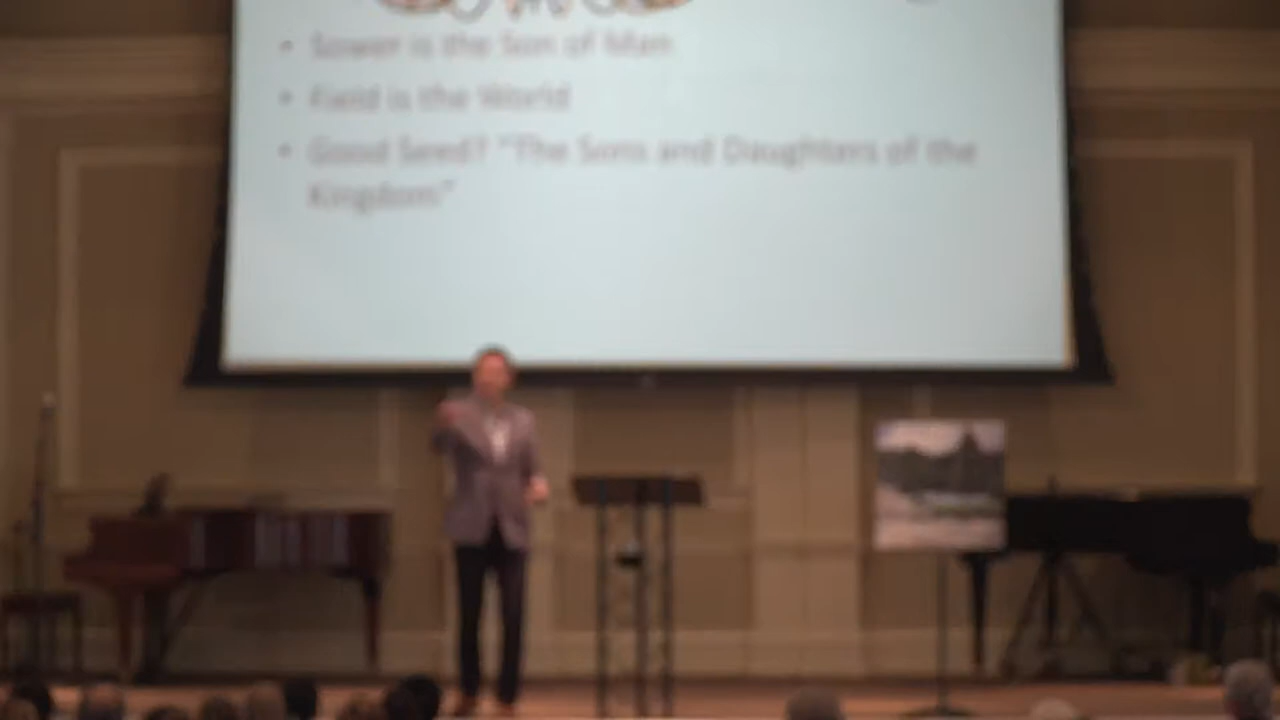 • Sower is the Son of Man
• Field is the World
• Good Seed? "The Sons and Daughters of the
Kingdom"